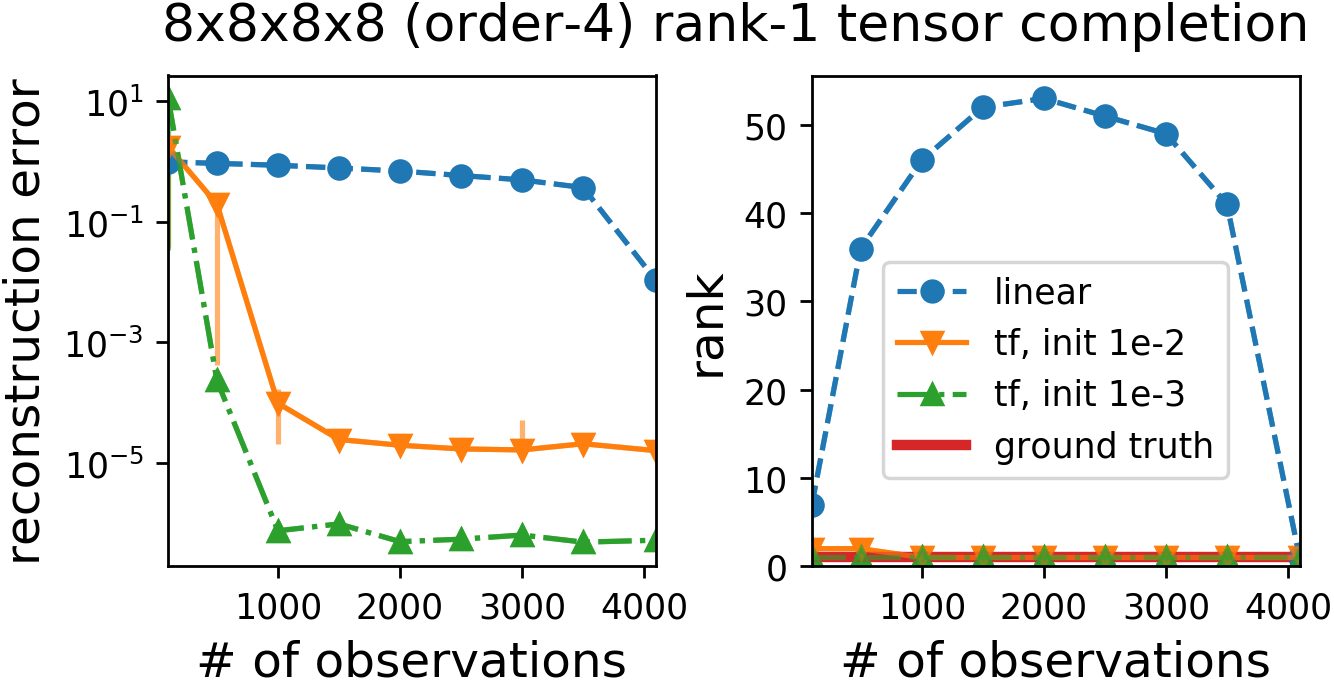 8x8x8x8 (order-4) rank-1 tensor completion
reconstruction error
10¹
10⁻¹
10⁻³
10⁻⁵
1000 2000 3000 4000
# of observations
rank
50
40
30
20
10
0
linear
tf, init 1e-2
tf, init 1e-3
ground truth
1000 2000 3000 4000
# of observations